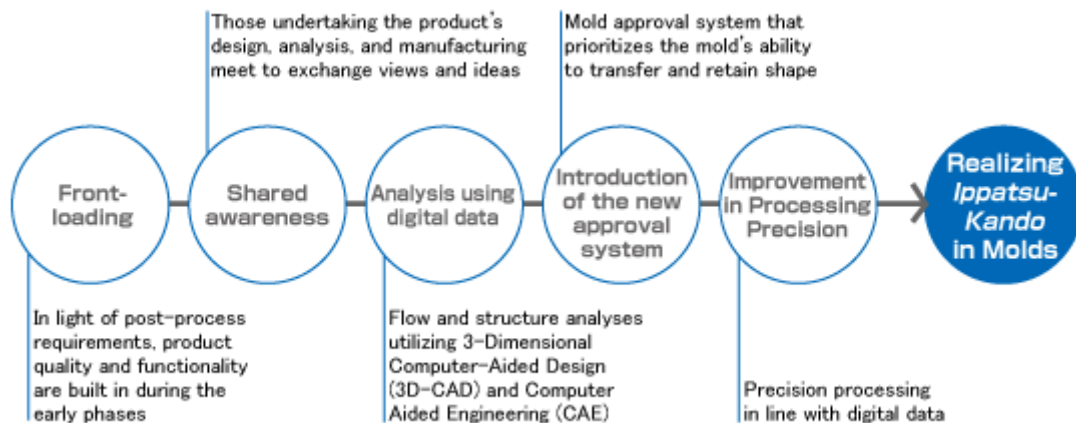 Those undertaking the product's
design, analysis, and manufacturing
meet to exchange views and ideas
Mold approval system that
prioritizes the mold's ability
to transfer and retain shape
Front-
loading
Shared
awareness
Analysis using
digital data
Introduction
of the new
approval
system
Improvement
in Processing
Precision
Realizing
Ippatsu-
Kando
in Molds
In light of post-process
requirements, product
quality and functionality
are built in during the
early phases
Flow and structure analyses
utilizing 3-Dimensional
Computer-Aided Design
(3D-CAD) and Computer
Aided Engineering (CAE)
Precision processing
in line with digital data